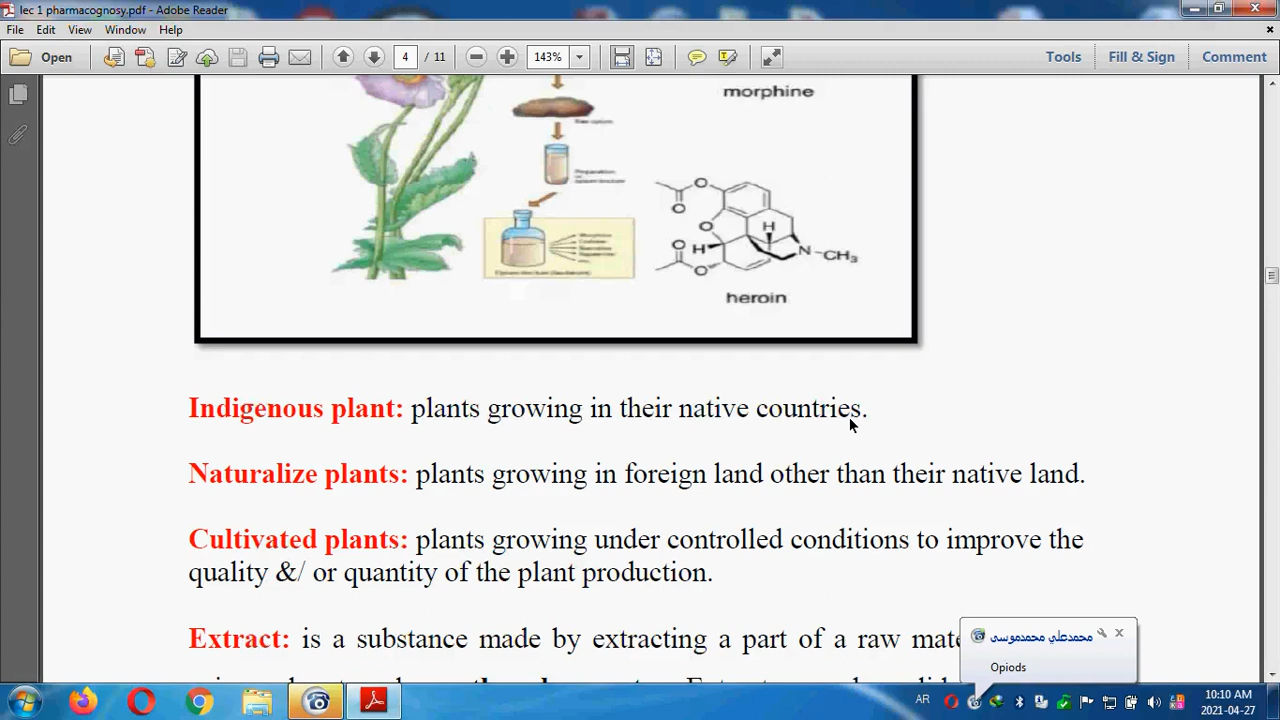 lec 1 pharmacognosy.pdf - Adobe Reader
File Edit View Window Help
Open 4 / 11 143% Tools Fill & Sign Comment
morphine
H
O
O
O
H
N
CH₃
O
O
heroin
Indigenous plant: plants growing in their native countries.
Naturalize plants: plants growing in foreign land other than their native land.
Cultivated plants: plants growing under controlled conditions to improve the
quality &/ or quantity of the plant production.
Extract: is a substance made by extracting a part of a raw
محمدعلي محمدموسى
Opiods
AR
10:10 AM
2021-04-27